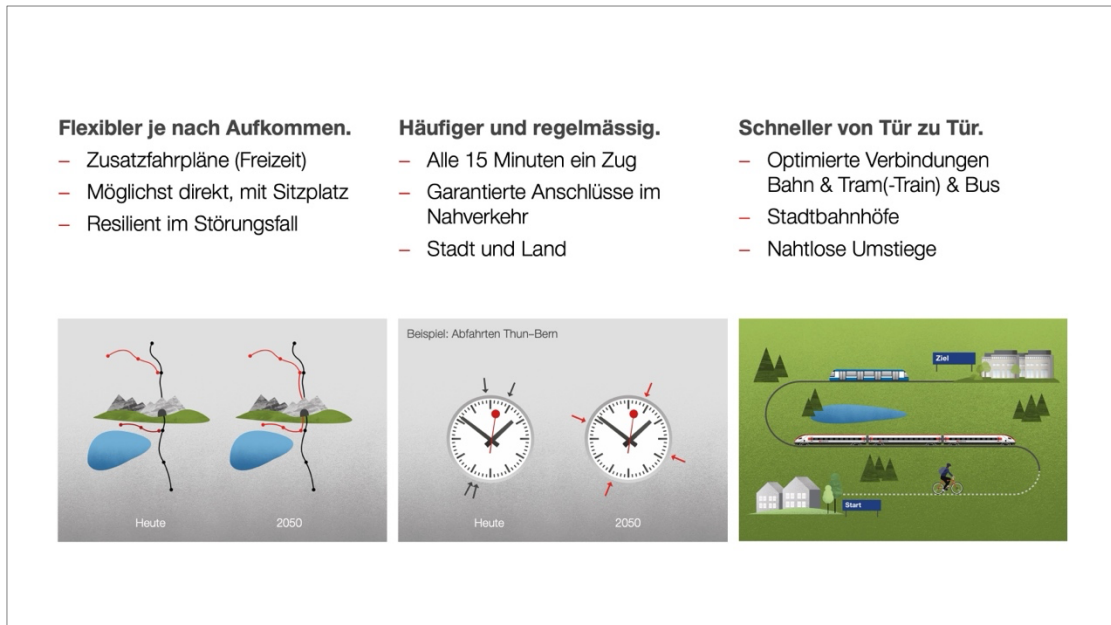 Flexibler je nach Aufkommen.
– Zusatzfahrpläne (Freizeit)
– Möglichst direkt, mit Sitzplatz
– Resilient im Störungsfall
Häufiger und regelmässig.
– Alle 15 Minuten ein Zug
– Garantierte Anschlüsse im
Nahverkehr
– Stadt und Land
Schneller von Tür zu Tür.
– Optimierte Verbindungen
Bahn & Tram(-Train) & Bus
– Stadtbahnhöfe
– Nahtlose Umstiege
Heute
2050
Beispiel: Abfahrten Thun–Bern
Heute
2050
Ziel
Start